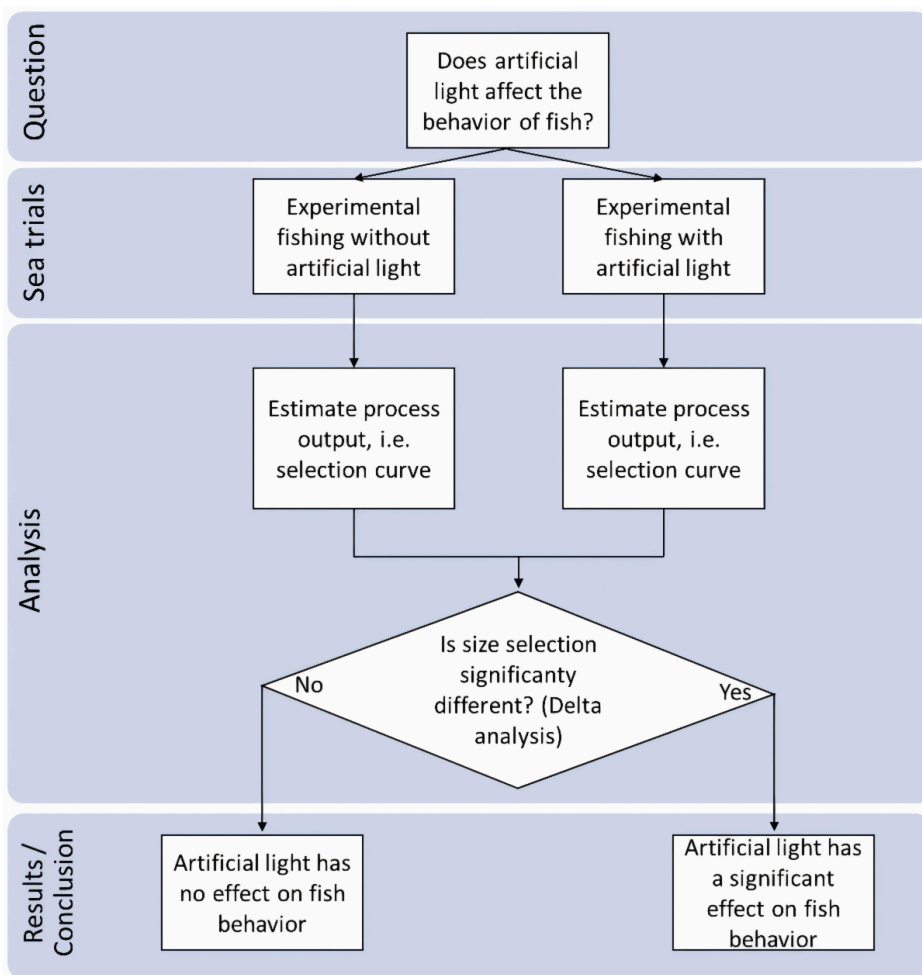 Question
Does artificial
light affect the
behavior of fish?
Sea trials
Experimental
fishing without
artificial light
Experimental
fishing with
artificial light
Analysis
Estimate process
output, i.e.
selection curve
Estimate process
output, i.e.
selection curve
Is size selection
significanty
different? (Delta
analysis)
No
Yes
Results /
Conclusion
Artificial light has
no effect on fish
behavior
Artificial light has
a significant
effect on fish
behavior